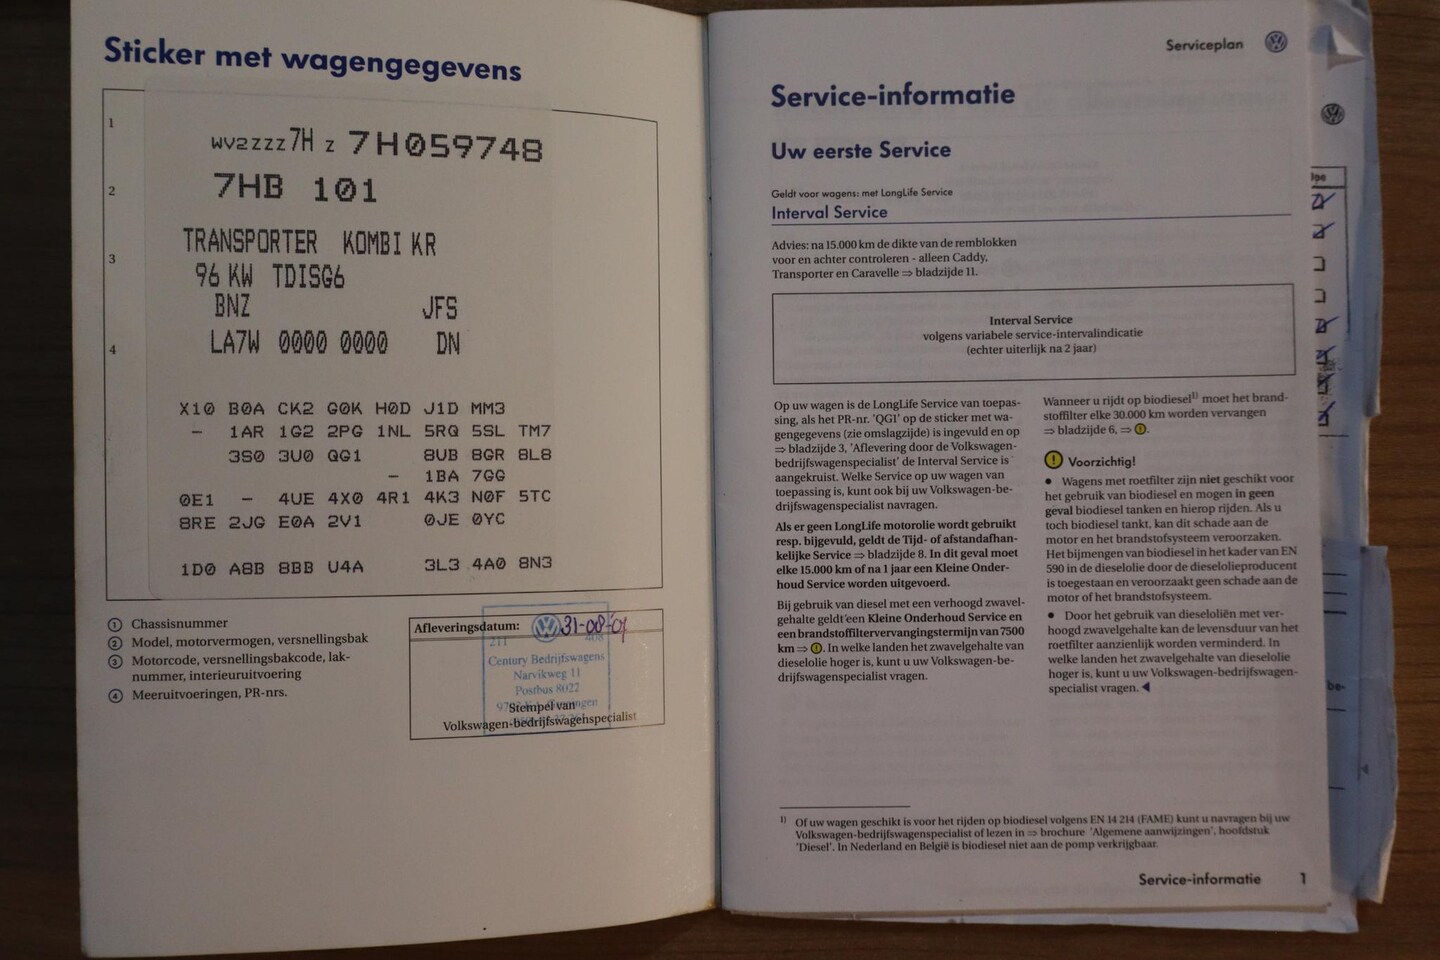 Sticker met wagengegevens
1
WV2ZZZ7H Z 7H059748
2
7HB 101
TRANSPORTER KOMBI KR
3
96 KW TDISG6
BNZ JFS
4
LA7W 0000 0000 DN
X10 B0A CK2 G0K H0D J1D MM3
- 1AR 1G2 2PG 1NL 5RQ 5SL TM7
3S0 3U0 QG1 8UB 8GR 8L8
- 1BA 7GG
0E1 - 4UE 4X0 4R1 4K3 N0F 5TC
8RE 2JG E0A 2V1 0JE 0YC
1D0 A8B 8BB U4A 3L3 4A0 8N3
1 Chassisnummer
2 Model, motorvermogen, versnellingsbak
3 Motorcode, versnellingsbakcode, lak-
nummer, interieuruitvoering
4 Meeruitvoeringen, PR-nrs.
Afleveringsdatum: 31-08-'07
211 408
Century Bedrijfswagens
Narvikweg 11
Postbus 8022
Stempel van
Volkswagen-bedrijfswagenspecialist
Serviceplan
Service-informatie
Uw eerste Service
Geldt voor wagens: met LongLife Service
Interval Service
Advies: na 15.000 km de dikte van de remblokken
voor en achter controleren - alleen Caddy,
Transporter en Caravelle ⇒ bladzijde 11.
Interval Service
volgens variabele service-intervalindicatie
(echter uiterlijk na 2 jaar)
Op uw wagen is de LongLife Service van toepas-
sing, als het PR-nr. 'QG1' op de sticker met wa-
gengegevens (zie omslagzijde) is ingevuld en op
⇒ bladzijde 3, 'Aflevering door de Volkswagen-
bedrijfswagenspecialist' de Interval Service is
aangekruist. Welke Service op uw wagen van
toepassing is, kunt ook bij uw Volkswagen-be-
drijfswagenspecialist navragen.
Als er geen LongLife motorolie wordt gebruikt
resp. bijgevuld, geldt de Tijd- of afstandafhan-
kelijke Service ⇒ bladzijde 8. In dit geval moet
elke 15.000 km of na 1 jaar een Kleine Onder-
houd Service worden uitgevoerd.
Bij gebruik van diesel met een verhoogd zwavel-
gehalte geldt een Kleine Onderhoud Service en
een brandstoffiltervervangingstermijn van 7500
km ⇒ !. In welke landen het zwavelgehalte van
dieselolie hoger is, kunt u uw Volkswagen-be-
drijfswagenspecialist vragen.
Wanneer u rijdt op biodiesel1) moet het brand-
stoffilter elke 30.000 km worden vervangen
⇒ bladzijde 6, ⇒ !.
! Voorzichtig!
• Wagens met roetfilter zijn niet geschikt voor
het gebruik van biodiesel en mogen in geen
geval biodiesel tanken en hierop rijden. Als u
toch biodiesel tankt, kan dit schade aan de
motor en het brandstofsysteem veroorzaken.
Het bijmengen van biodiesel in het kader van EN
590 in de dieselolie door de dieselolieproducent
is toegestaan en veroorzaakt geen schade aan de
motor of het brandstofsysteem.
• Door het gebruik van dieseloliën met ver-
hoogd zwavelgehalte kan de levensduur van het
roetfilter aanzienlijk worden verminderd. In
welke landen het zwavelgehalte van dieselolie
hoger is, kunt u uw Volkswagen-bedrijfswagen-
specialist vragen. ◀
1) Of uw wagen geschikt is voor het rijden op biodiesel volgens EN 14 214 (FAME) kunt u navragen bij uw
Volkswagen-bedrijfswagenspecialist of lezen in ⇒ brochure 'Algemene aanwijzingen', hoofdstuk
'Diesel'. In Nederland en België is biodiesel niet aan de pomp verkrijgbaar.
Service-informatie 1
be-